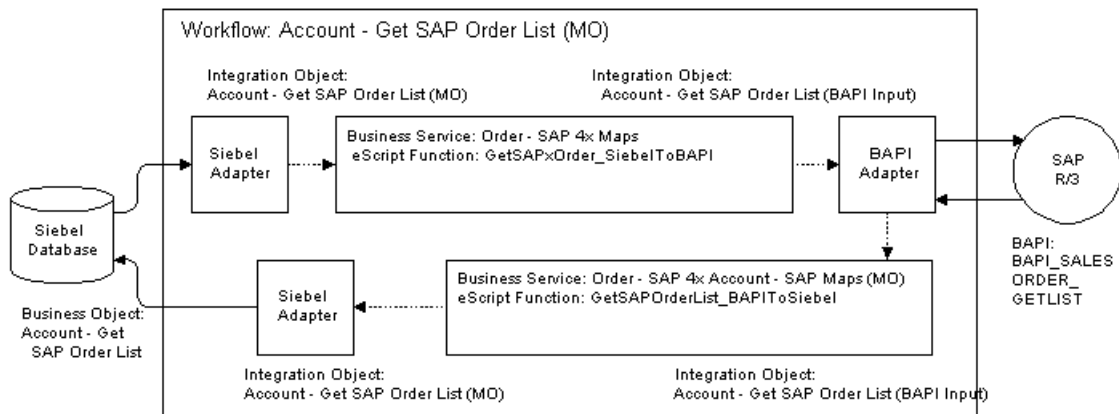 Workflow: Account - Get SAP Order List (MO)
Integration Object:
Account - Get SAP Order List (MO)
Integration Object:
Account - Get SAP Order List (BAPI Input)
Siebel
Adapter
Business Service: Order - SAP 4x Maps
eScript Function: GetSAPxOrder_SiebelToBAPI
BAPI
Adapter
SAP
R/3
Siebel
Database
BAPI:
BAPI_SALES
ORDER_
GETLIST
Siebel
Adapter
Business Service: Order - SAP 4x Account - SAP Maps (MO)
eScript Function: GetSAPOrderList_BAPIToSiebel
Business Object:
Account - Get
SAP Order List
Integration Object:
Account - Get SAP Order List (MO)
Integration Object:
Account - Get SAP Order List (BAPI Input)